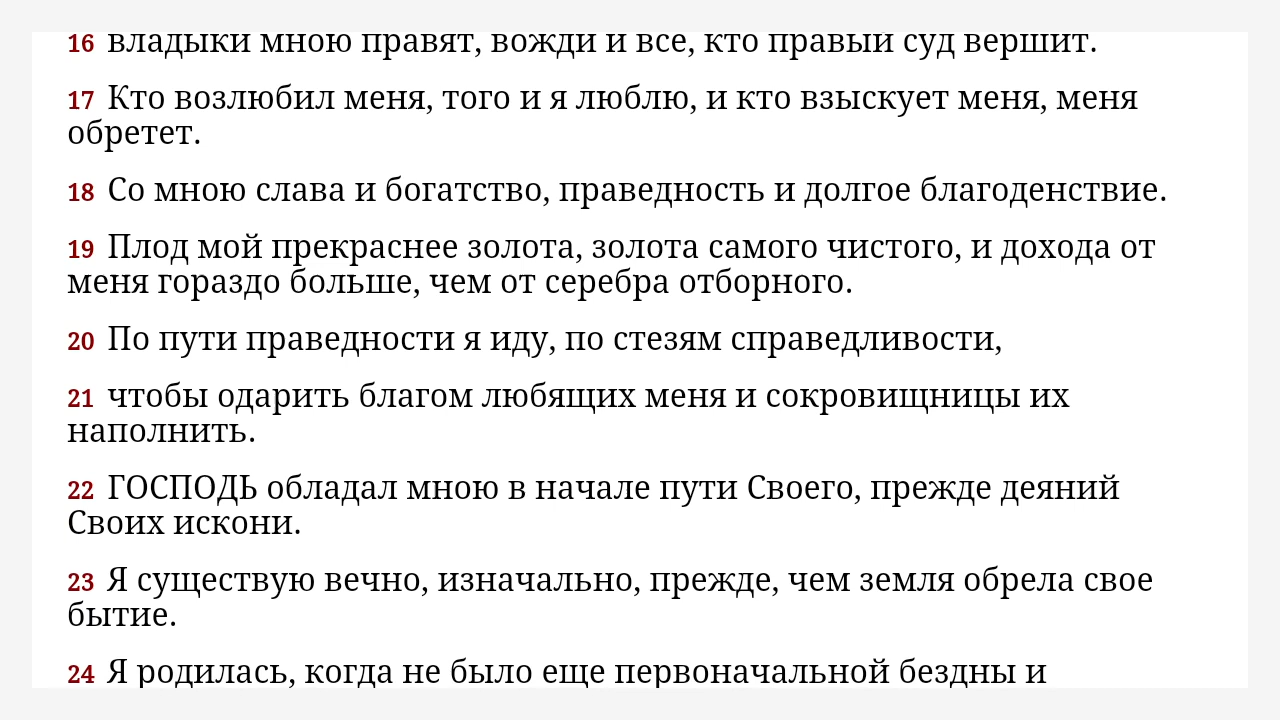 16 владыки мною правят, вожди и все, кто правый суд вершит.
17 Кто возлюбил меня, того и я люблю, и кто взыскует меня, меня
обретет.
18 Со мною слава и богатство, праведность и долгое благоденствие.
19 Плод мой прекраснее золота, золота самого чистого, и дохода от
меня гораздо больше, чем от серебра отборного.
20 По пути праведности я иду, по стезям справедливости,
21 чтобы одарить благом любящих меня и сокровищницы их
наполнить.
22 ГОСПОДЬ обладал мною в начале пути Своего, прежде деяний
Своих искони.
23 Я существую вечно, изначально, прежде, чем земля обрела свое
бытие.
24 Я родилась, когда не было еще первоначальной бездны и